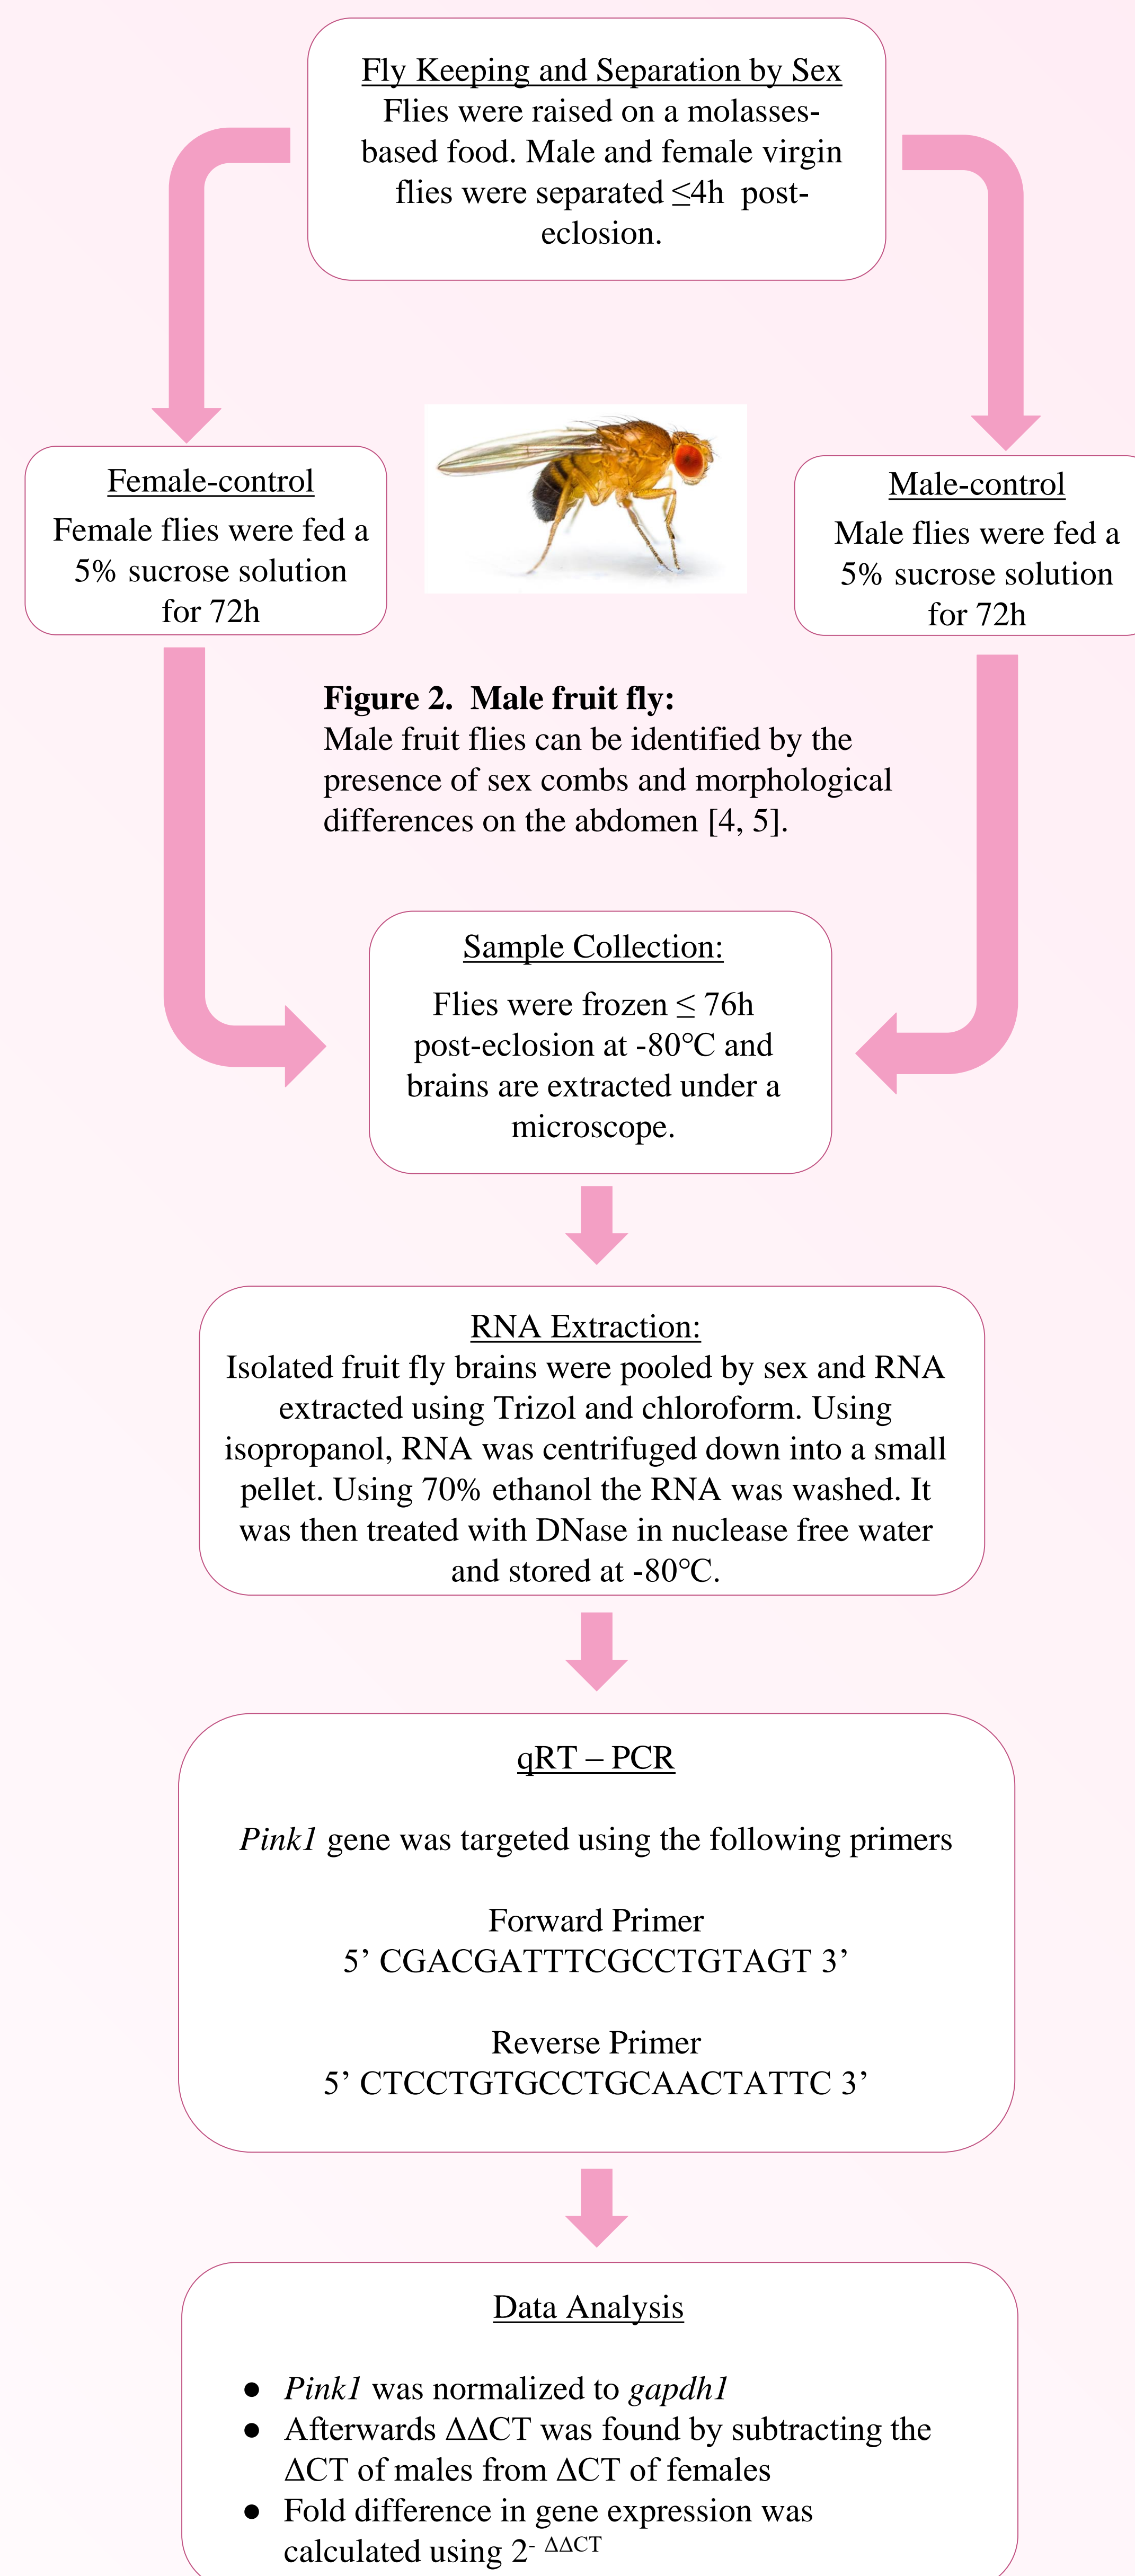 Fly Keeping and Separation by Sex
Flies were raised on a molasses-
based food. Male and female virgin
flies were separated ≤4h  post-
eclosion.
Female-control
Female flies were fed a
5% sucrose solution
for 72h
Male-control
Male flies were fed a
5% sucrose solution
for 72h
Figure 2.  Male fruit fly:
Male fruit flies can be identified by the
presence of sex combs and morphological
differences on the abdomen [4, 5].
Sample Collection:
Flies were frozen ≤ 76h
post-eclosion at -80℃ and
brains are extracted under a
microscope.
RNA Extraction:
Isolated fruit fly brains were pooled by sex and RNA
extracted using Trizol and chloroform. Using
isopropanol, RNA was centrifuged down into a small
pellet. Using 70% ethanol the RNA was washed. It
was then treated with DNase in nuclease free water
and stored at -80℃.
qRT – PCR
Pink1 gene was targeted using the following primers
Forward Primer
5’ CGACGATTTCGCCTGTAGT 3’
Reverse Primer
5’ CTCCTGTGCCTGCAACTATTC 3’
Data Analysis
● Pink1 was normalized to gapdh1
● Afterwards ΔΔCT was found by subtracting the
ΔCT of males from ΔCT of females
● Fold difference in gene expression was
calculated using 2- ΔΔCT